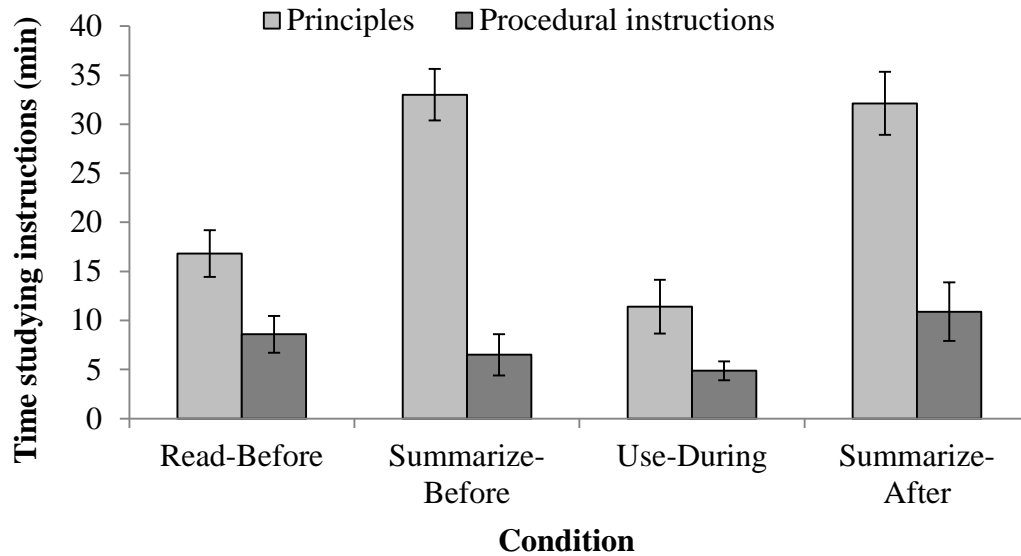 Principles Procedural instructions
Time studying instructions (min)
40
35
30
25
20
15
10
5
0
Read-Before Summarize- Use-During Summarize-
Before After
Condition